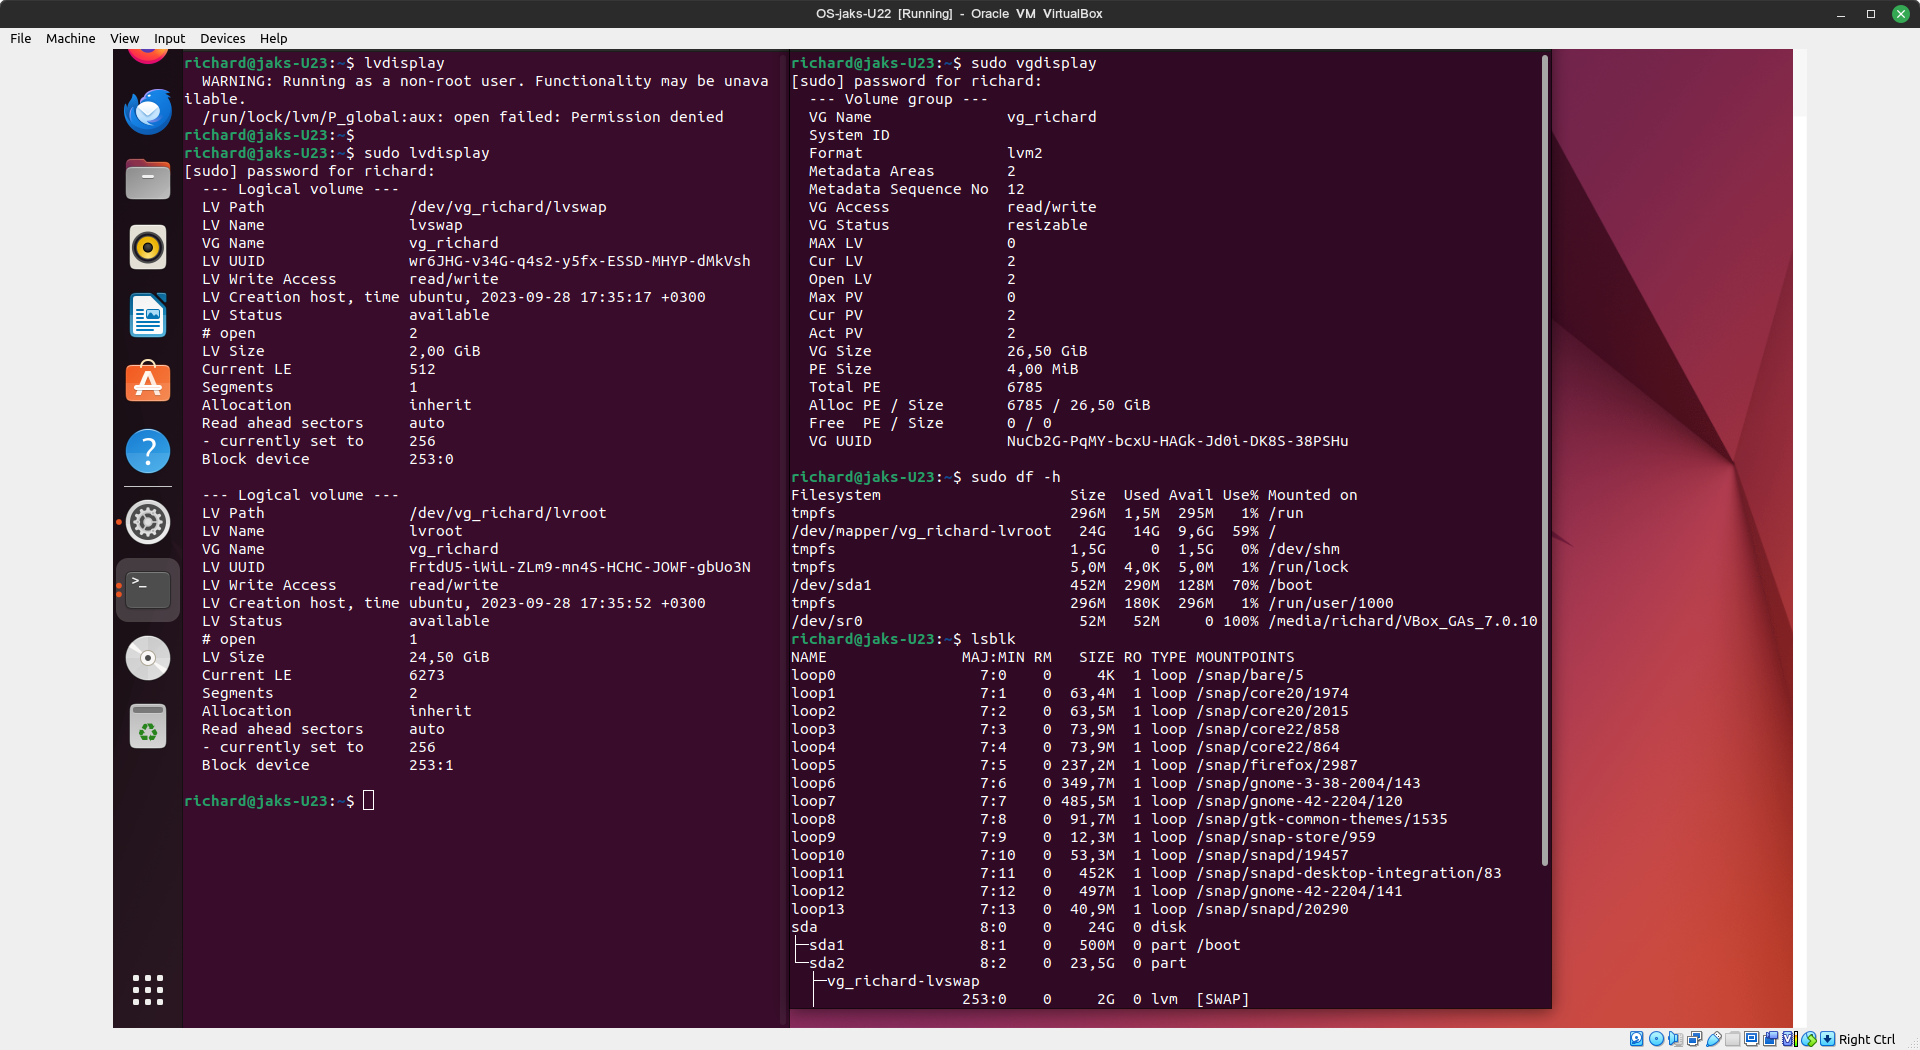 OS-jaks-U22 [Running] - Oracle VM VirtualBox
File Machine View Input Devices Help
richard@jaks-U23:~$ lvdisplay
  WARNING: Running as a non-root user. Functionality may be unava
ilable.
  /run/lock/lvm/P_global:aux: open failed: Permission denied
richard@jaks-U23:~$
richard@jaks-U23:~$ sudo lvdisplay
[sudo] password for richard:
  --- Logical volume ---
  LV Path                /dev/vg_richard/lvswap
  LV Name                lvswap
  VG Name                vg_richard
  LV UUID                wr6JHG-v34G-q4s2-y5fx-ESSD-MHYP-dMkVsh
  LV Write Access        read/write
  LV Creation host, time ubuntu, 2023-09-28 17:35:17 +0300
  LV Status              available
  # open                 2
  LV Size                2,00 GiB
  Current LE             512
  Segments               1
  Allocation             inherit
  Read ahead sectors     auto
  - currently set to     256
  Block device           253:0
  --- Logical volume ---
  LV Path                /dev/vg_richard/lvroot
  LV Name                lvroot
  VG Name                vg_richard
  LV UUID                FrtdU5-iWiL-ZLm9-mn4S-HCHC-JOWF-gbUo3N
  LV Write Access        read/write
  LV Creation host, time ubuntu, 2023-09-28 17:35:52 +0300
  LV Status              available
  # open                 1
  LV Size                24,50 GiB
  Current LE             6273
  Segments               2
  Allocation             inherit
  Read ahead sectors     auto
  - currently set to     256
  Block device           253:1
richard@jaks-U23:~$
richard@jaks-U23:~$ sudo vgdisplay
[sudo] password for richard:
  --- Volume group ---
  VG Name               vg_richard
  System ID
  Format                lvm2
  Metadata Areas        2
  Metadata Sequence No  12
  VG Access             read/write
  VG Status             resizable
  MAX LV                0
  Cur LV                2
  Open LV               2
  Max PV                0
  Cur PV                2
  Act PV                2
  VG Size               26,50 GiB
  PE Size               4,00 MiB
  Total PE              6785
  Alloc PE / Size       6785 / 26,50 GiB
  Free  PE / Size       0 / 0
  VG UUID               NuCb2G-PqMY-bcxU-HAGk-Jd0i-DK8S-38PSHu
richard@jaks-U23:~$ sudo df -h
Filesystem                     Size  Used Avail Use% Mounted on
tmpfs                          296M  1,5M  295M   1% /run
/dev/mapper/vg_richard-lvroot   24G   14G  9,6G  59% /
tmpfs                          1,5G     0  1,5G   0% /dev/shm
tmpfs                          5,0M  4,0K  5,0M   1% /run/lock
/dev/sda1                      452M  290M  128M  70% /boot
tmpfs                          296M  180K  296M   1% /run/user/1000
/dev/sr0                        52M   52M     0 100% /media/richard/VBox_GAs_7.0.10
richard@jaks-U23:~$ lsblk
NAME               MAJ:MIN RM   SIZE RO TYPE MOUNTPOINTS
loop0                7:0    0     4K  1 loop /snap/bare/5
loop1                7:1    0  63,4M  1 loop /snap/core20/1974
loop2                7:2    0  63,5M  1 loop /snap/core20/2015
loop3                7:3    0  73,9M  1 loop /snap/core22/858
loop4                7:4    0  73,9M  1 loop /snap/core22/864
loop5                7:5    0 237,2M  1 loop /snap/firefox/2987
loop6                7:6    0 349,7M  1 loop /snap/gnome-3-38-2004/143
loop7                7:7    0 485,5M  1 loop /snap/gnome-42-2204/120
loop8                7:8    0  91,7M  1 loop /snap/gtk-common-themes/1535
loop9                7:9    0  12,3M  1 loop /snap/snap-store/959
loop10               7:10   0  53,3M  1 loop /snap/snapd/19457
loop11               7:11   0   452K  1 loop /snap/snapd-desktop-integration/83
loop12               7:12   0   497M  1 loop /snap/gnome-42-2204/141
loop13               7:13   0  40,9M  1 loop /snap/snapd/20290
sda                  8:0    0    24G  0 disk
├─sda1               8:1    0   500M  0 part /boot
└─sda2               8:2    0  23,5G  0 part
  ├─vg_richard-lvswap
  │                253:0    0     2G  0 lvm  [SWAP]
Right Ctrl